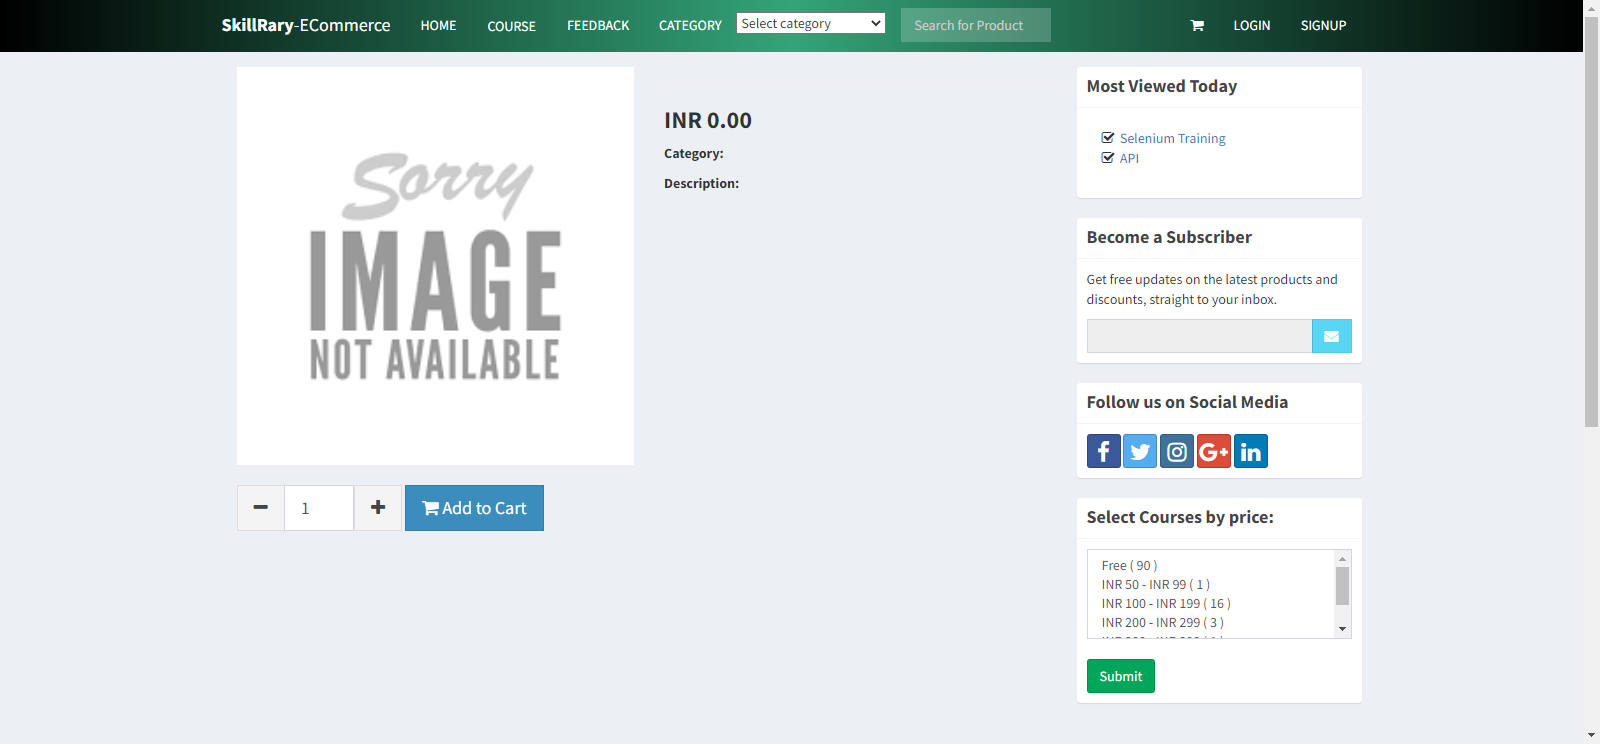 SkillRary-ECommerce HOME COURSE FEEDBACK CATEGORY Select category Search for Product LOGIN SIGNUP
Sorry
IMAGE
NOT AVAILABLE
INR 0.00
Category:
Description:
1 Add to Cart
Most Viewed Today
Selenium Training
API
Become a Subscriber
Get free updates on the latest products and
discounts, straight to your inbox.
Follow us on Social Media
Select Courses by price:
Free ( 90 )
INR 50 - INR 99 ( 1 )
INR 100 - INR 199 ( 16 )
INR 200 - INR 299 ( 3 )
Submit